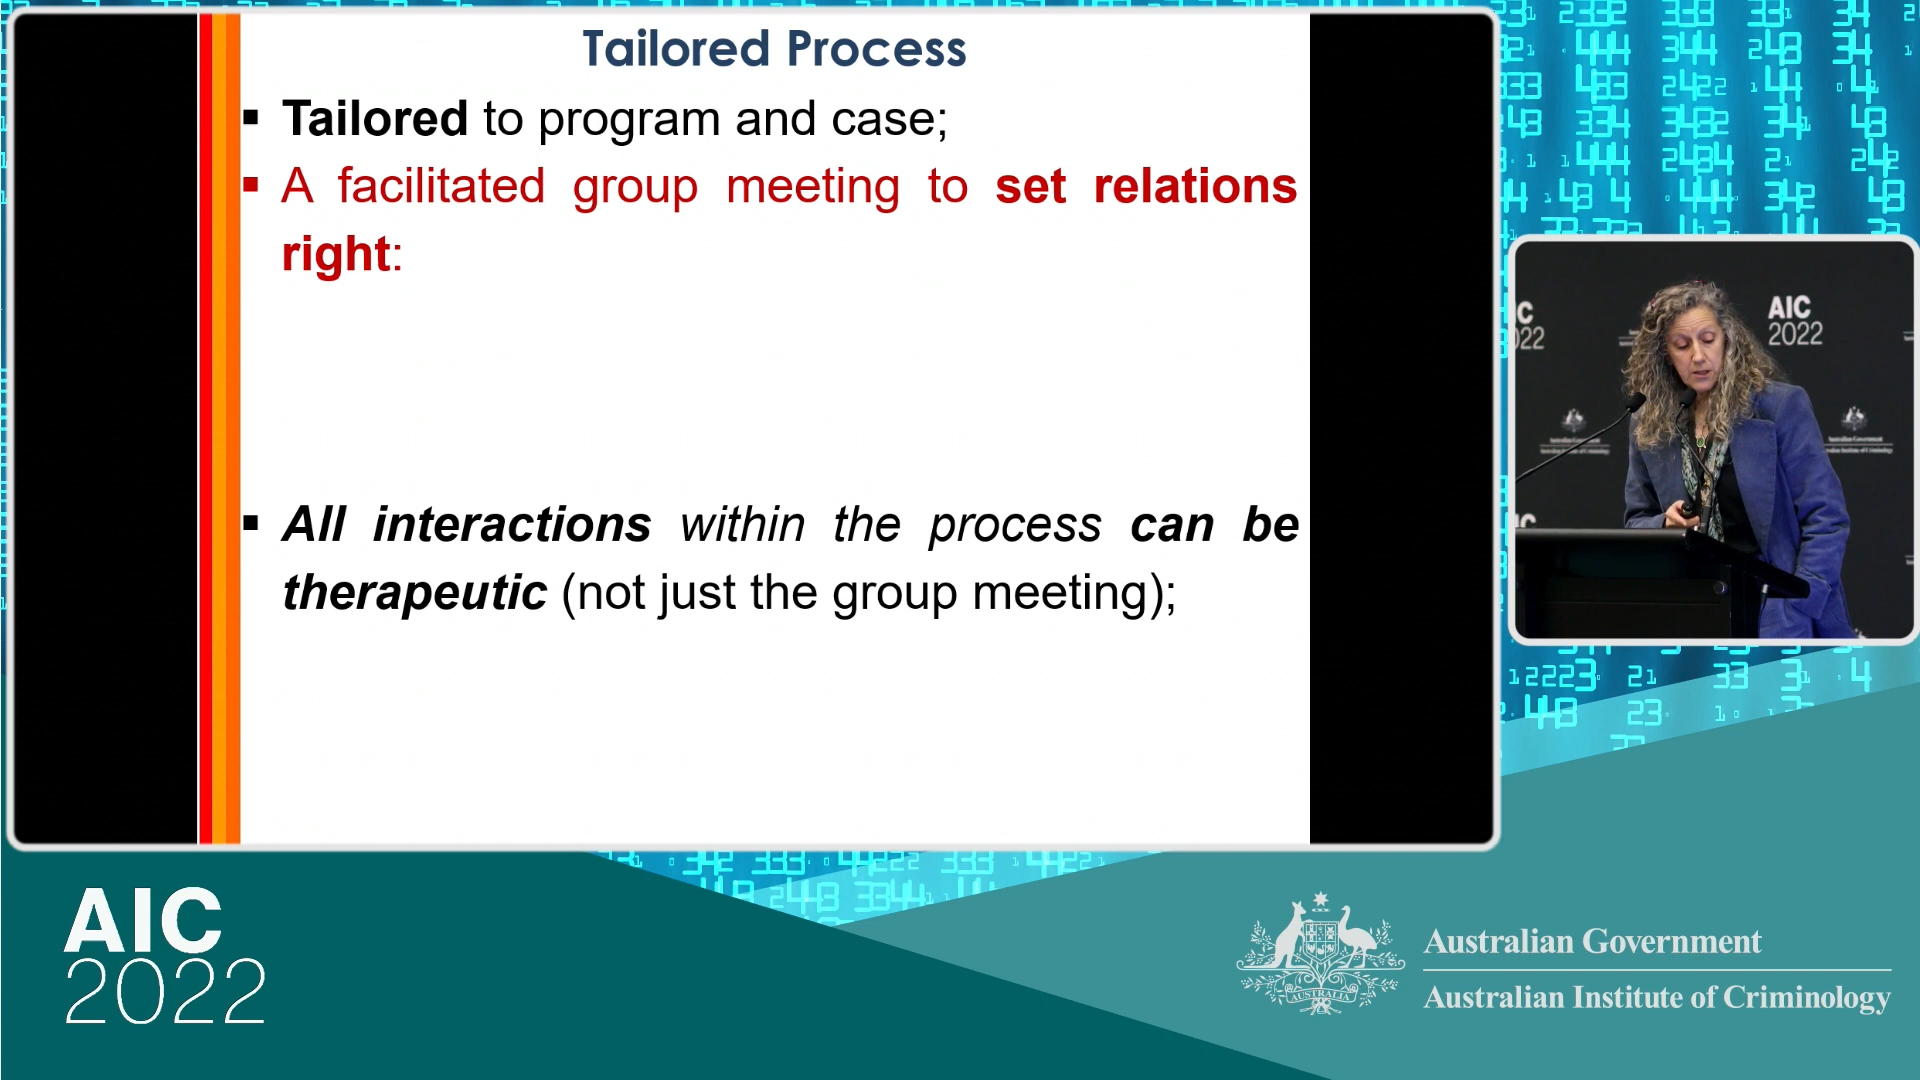 Tailored Process
▪ Tailored to program and case;
▪ A facilitated group meeting to set relations
right:
▪ All interactions within the process can be
therapeutic (not just the group meeting);
AIC
2022
AIC
2022
Australian Government
Australian Institute of Criminology
AUSTRALIA